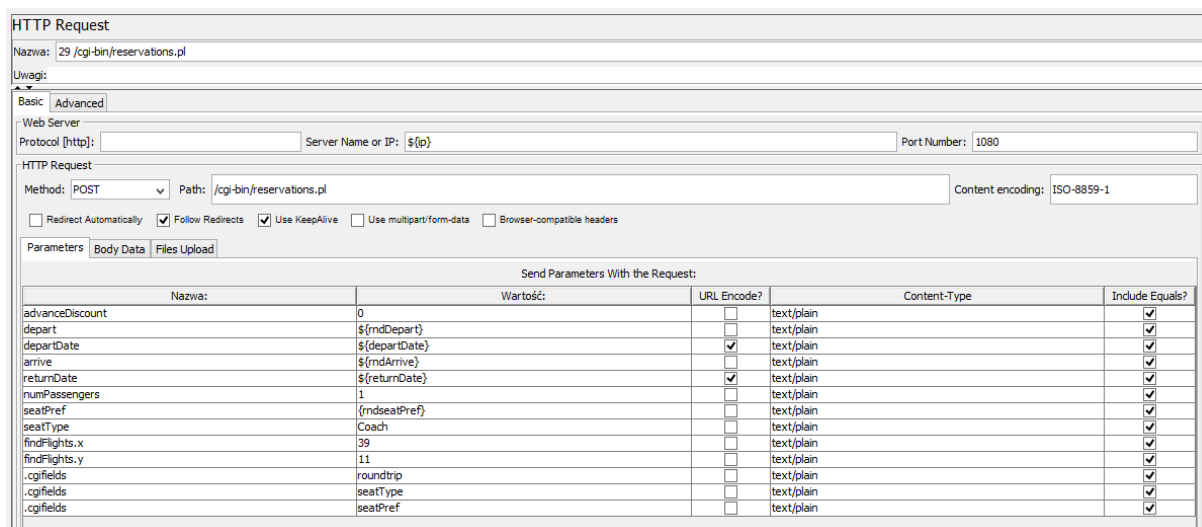 HTTP Request
Nazwa: 29 /cgi-bin/reservations.pl
Uwagi:
Basic Advanced
Web Server
Protocol [http]: Server Name or IP: ${ip} Port Number: 1080
HTTP Request
Method: POST Path: /cgi-bin/reservations.pl Content encoding: ISO-8859-1
Redirect Automatically Follow Redirects Use KeepAlive Use multipart/form-data Browser-compatible headers
Parameters Body Data Files Upload
Send Parameters With the Request:
Nazwa: Wartość: URL Encode? Content-Type Include Equals?
advanceDiscount 0 text/plain
depart ${rndDepart} text/plain
departDate ${departDate} text/plain
arrive ${rndArrive} text/plain
returnDate ${returnDate} text/plain
numPassengers 1 text/plain
seatPref {rndseatPref} text/plain
seatType Coach text/plain
findFlights.x 39 text/plain
findFlights.y 11 text/plain
.cgifields roundtrip text/plain
.cgifields seatType text/plain
.cgifields seatPref text/plain